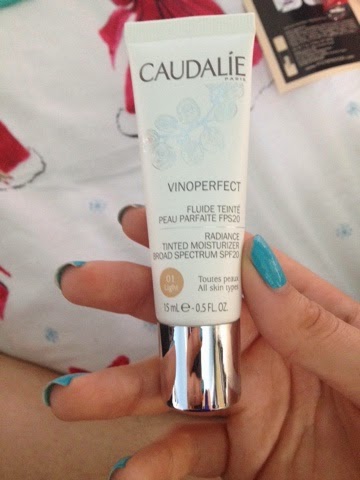 CAUDALÍE
PARIS
VINOPERFECT
FLUIDE TEINTÉ
PEAU PARFAITE FPS20
RADIANCE
TINTED MOISTURIZER
BROAD SPECTRUM SPF20
01
Light
Toutes peaux
All skin types
15 mL ℮ - 0.5 FL. OZ.